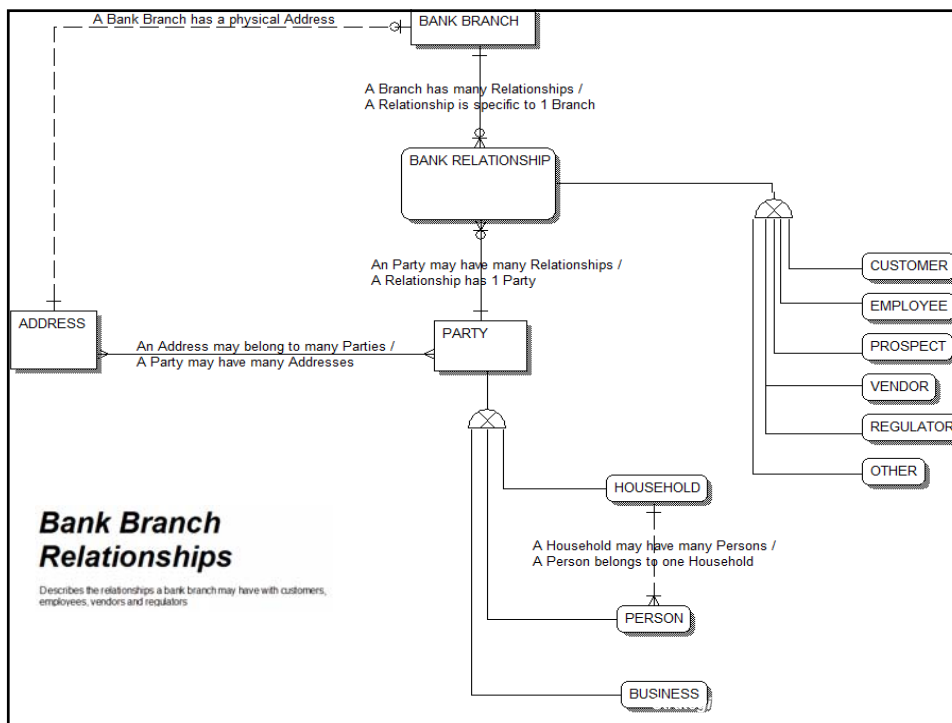 A Bank Branch has a physical Address
BANK BRANCH
A Branch has many Relationships /
A Relationship is specific to 1 Branch
BANK RELATIONSHIP
An Party may have many Relationships /
A Relationship has 1 Party
CUSTOMER
EMPLOYEE
PROSPECT
VENDOR
REGULATOR
OTHER
ADDRESS
An Address may belong to many Parties /
A Party may have many Addresses
PARTY
HOUSEHOLD
A Household may have many Persons /
A Person belongs to one Household
PERSON
BUSINESS
Bank Branch
Relationships
Describes the relationships a bank branch may have with customers,
employees, vendors and regulators